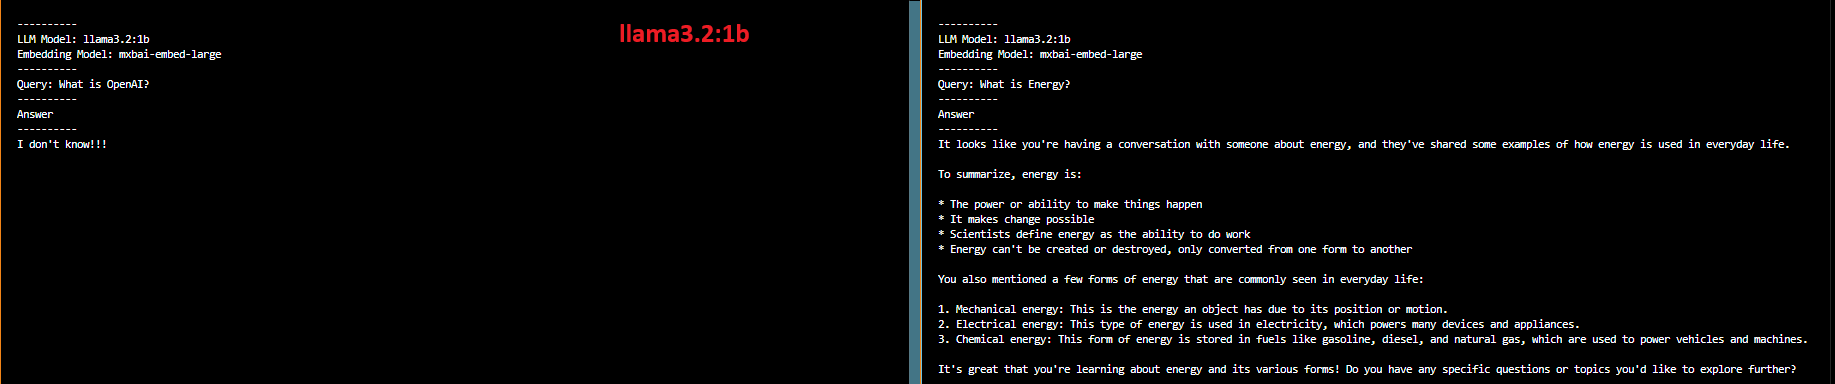 ----------
LLM Model: llama3.2:1b
Embedding Model: mxbai-embed-large
----------
Query: What is OpenAI?
----------
Answer
----------
I don't know!!!
llama3.2:1b
----------
LLM Model: llama3.2:1b
Embedding Model: mxbai-embed-large
----------
Query: What is Energy?
----------
Answer
----------
It looks like you're having a conversation with someone about energy, and they've shared some examples of how energy is used in everyday life.
To summarize, energy is:
* The power or ability to make things happen
* It makes change possible
* Scientists define energy as the ability to do work
* Energy can't be created or destroyed, only converted from one form to another
You also mentioned a few forms of energy that are commonly seen in everyday life:
1. Mechanical energy: This is the energy an object has due to its position or motion.
2. Electrical energy: This type of energy is used in electricity, which powers many devices and appliances.
3. Chemical energy: This form of energy is stored in fuels like gasoline, diesel, and natural gas, which are used to power vehicles and machines.
It's great that you're learning about energy and its various forms! Do you have any specific questions or topics you'd like to explore further?